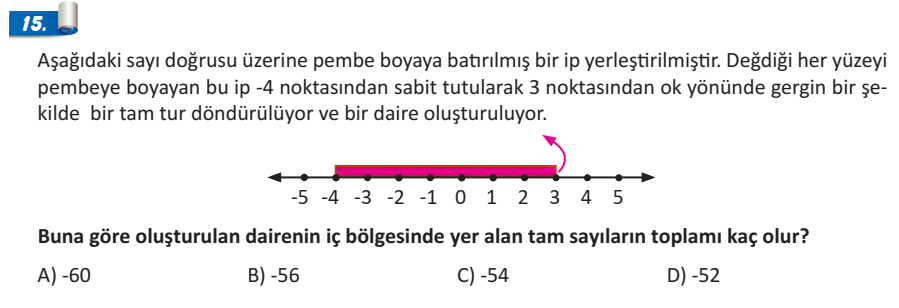 15.
Aşağıdaki sayı doğrusu üzerine pembe boyaya batırılmış bir ip yerleştirilmiştir. Değdiği her yüzeyi
pembeye boyayan bu ip -4 noktasından sabit tutularak 3 noktasından ok yönünde gergin bir şe-
kilde bir tam tur döndürülüyor ve bir daire oluşturuluyor.
-5 -4 -3 -2 -1 0 1 2 3 4 5
Buna göre oluşturulan dairenin iç bölgesinde yer alan tam sayıların toplamı kaç olur?
A) -60 B) -56 C) -54 D) -52